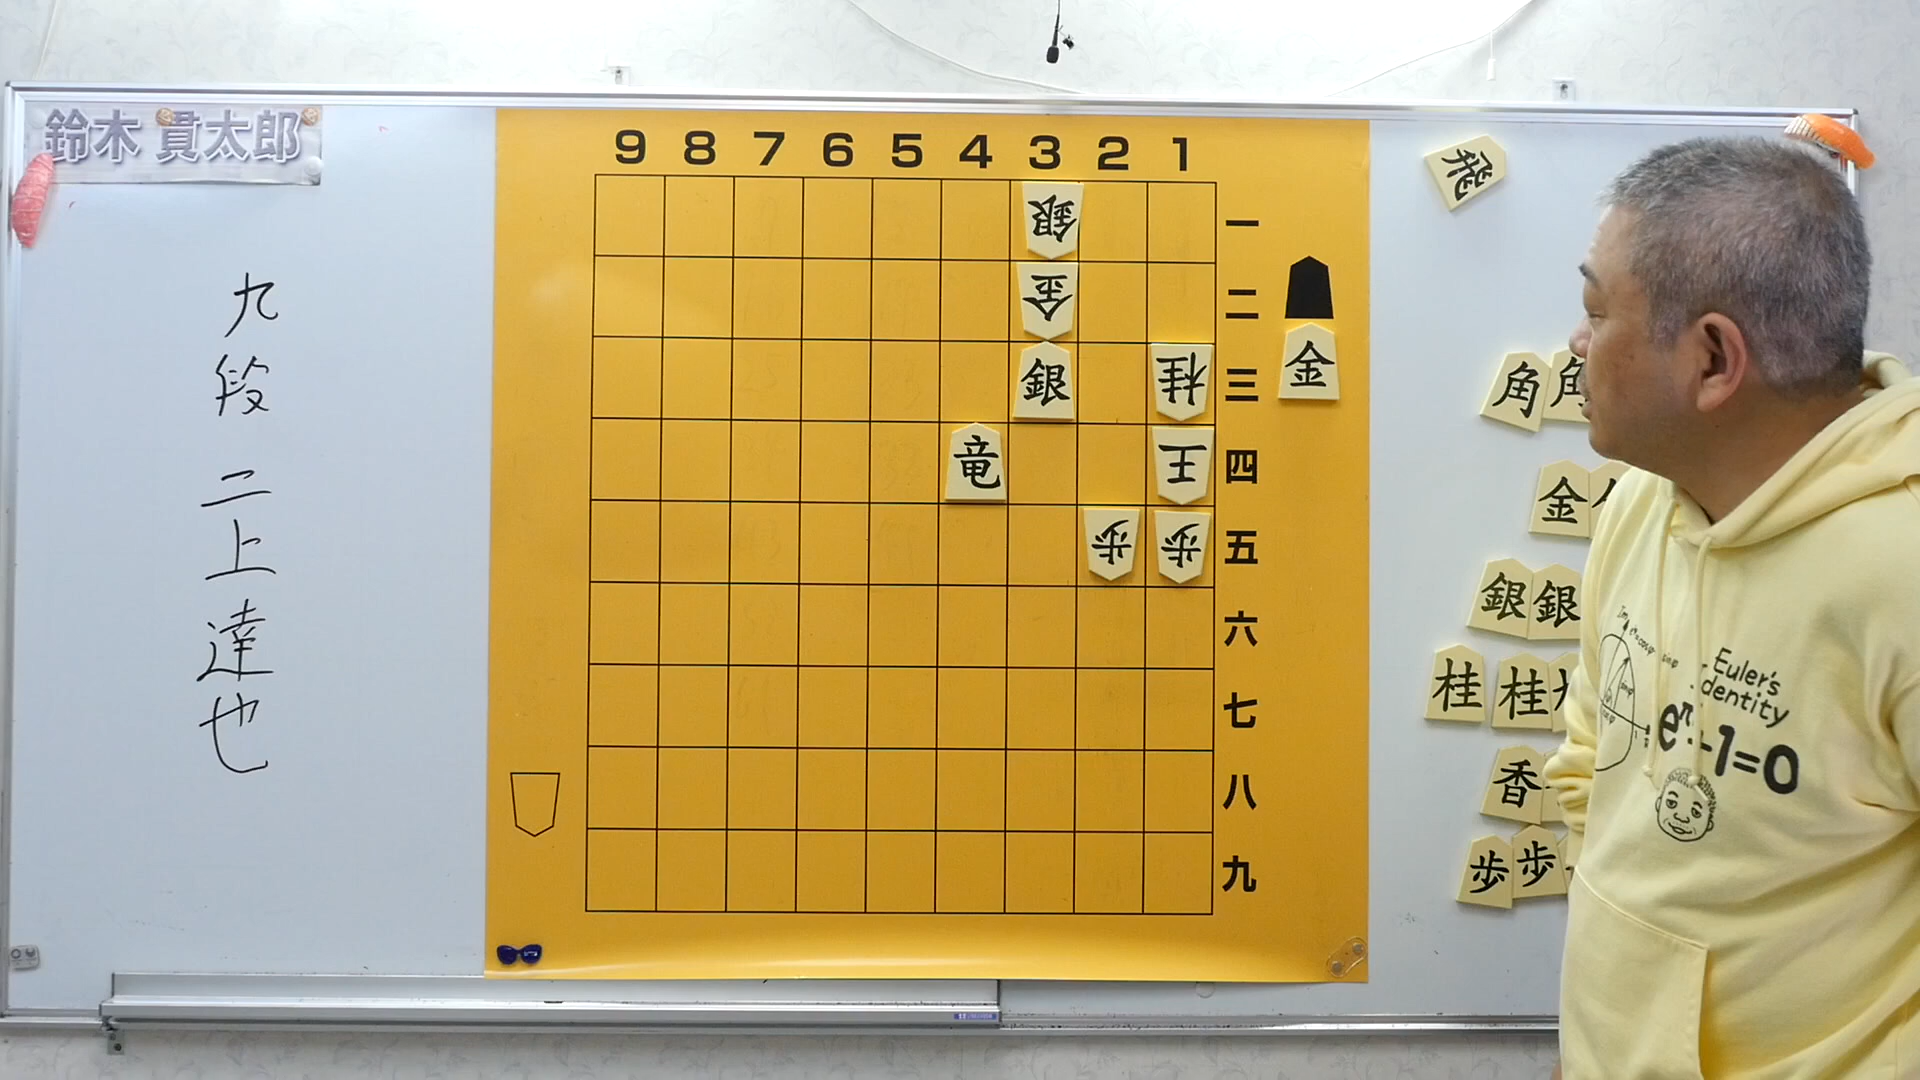 鈴木 貫太郎
九段 二上達也
9 8 7 6 5 4 3 2 1
一
二
三
四
五
六
七
八
九
銀
金
銀 桂
竜 王
歩 歩
金
飛
角 角
金
銀 銀
桂 桂
香
歩 歩
Euler's
identity